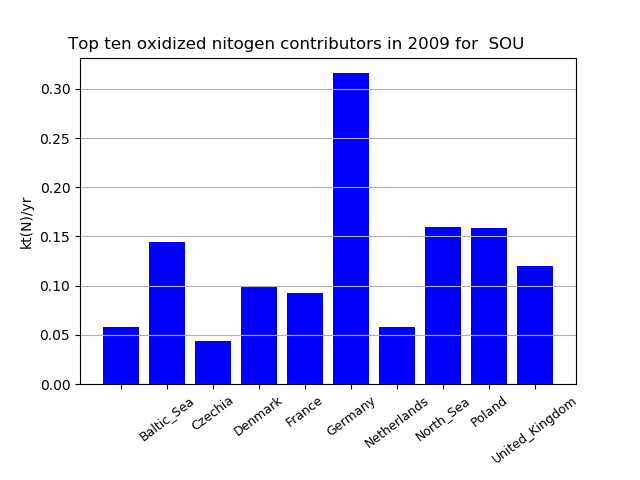 Top ten oxidized nitogen contributors in 2009 for  SOU
0.30
0.25
0.20
0.15
0.10
0.05
0.00
kt(N)/yr
Baltic_Sea
Czechia
Denmark
France
Germany
Netherlands
North_Sea
Poland
United_Kingdom